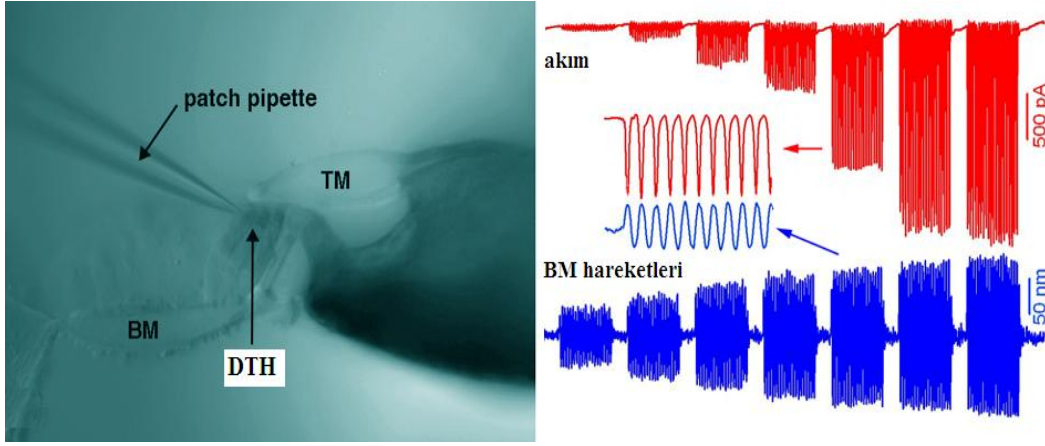 patch pipette
TM
BM
DTH
akım
500 pA
BM hareketleri
50 nm